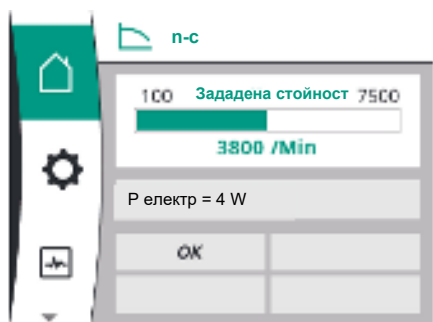 n-c
100 Зададена стойност 7500
3800 /Min
Р електр = 4 W
OK